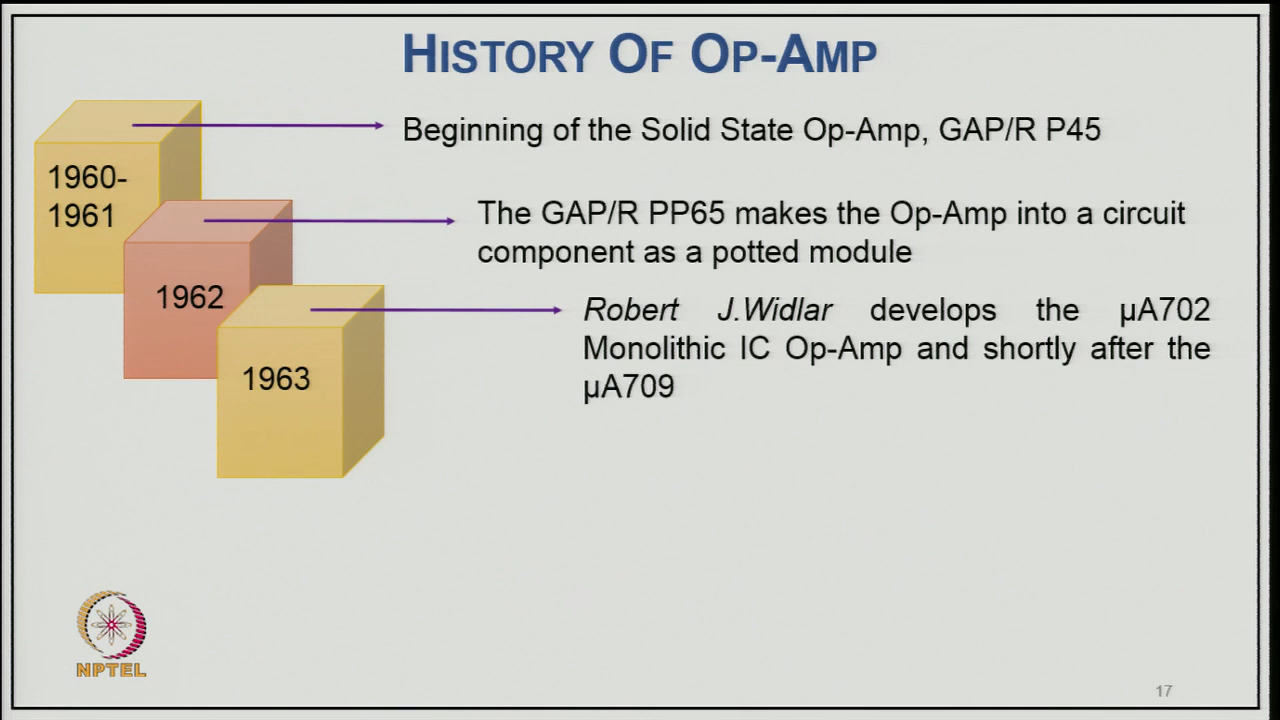 HISTORY OF OP-AMP
1960-
1961
Beginning of the Solid State Op-Amp, GAP/R P45
1962
The GAP/R PP65 makes the Op-Amp into a circuit
component as a potted module
1963
Robert J.Widlar develops the µA702
Monolithic IC Op-Amp and shortly after the
µA709
NPTEL
17